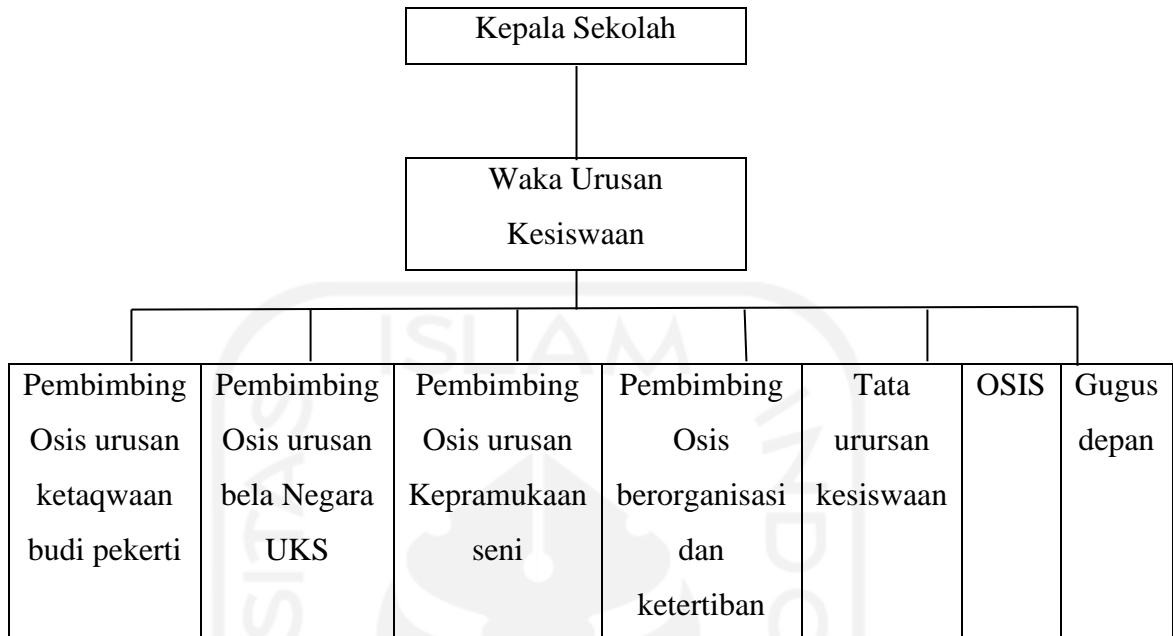 Kepala Sekolah
Waka Urusan
Kesiswaan
Pembimbing
Osis urusan
ketaqwaan
budi pekerti
Pembimbing
Osis urusan
bela Negara
UKS
Pembimbing
Osis urusan
Kepramukaan
seni
Pembimbing
Osis
berorganisasi
dan
ketertiban
Tata
urursan
kesiswaan
OSIS
Gugus
depan
ISLAM